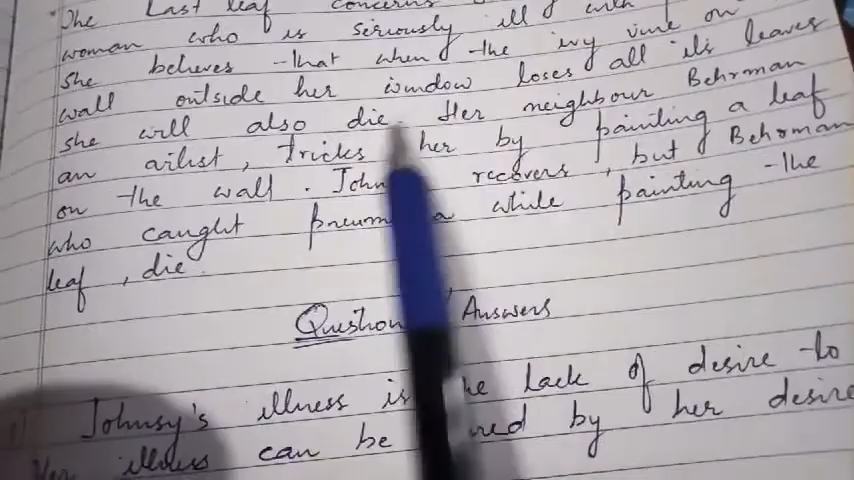 The Last leaf concerns
woman who is seriously ill with
She believes that when the ivy vine on
wall outside her window loses all its leaves
she will also die. Her neighbour Behrman
an artist, tricks her by painting a leaf
on the wall. recovers, but Behrman
who caught while painting the
leaf, die.
Answers
Johnsy's illness is lack of desire to
illness can be by her desire